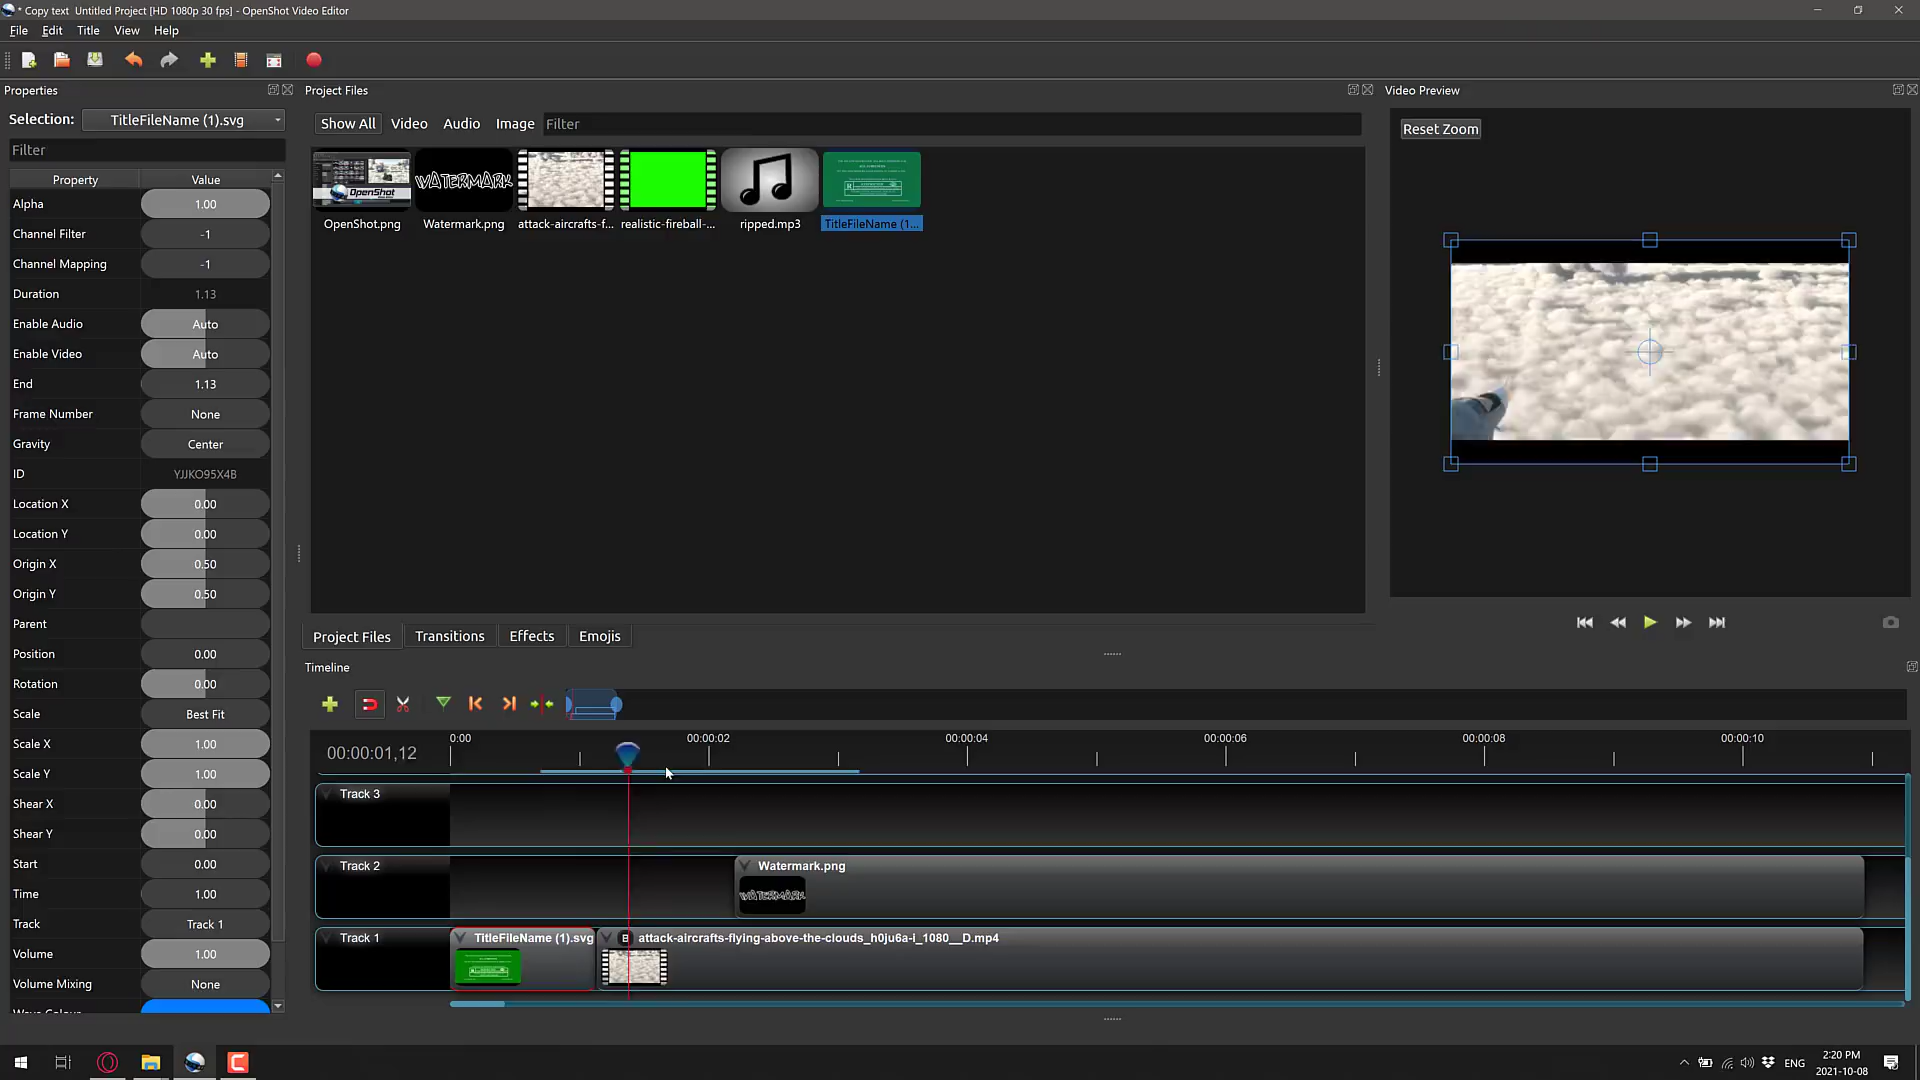 * Copy text  Untitled Project [HD 1080p 30 fps] - OpenShot Video Editor
File Edit Title View Help
Properties
Selection: TitleFileName (1).svg
Filter
Property Value
Alpha 1.00
Channel Filter -1
Channel Mapping -1
Duration 1.13
Enable Audio Auto
Enable Video Auto
End 1.13
Frame Number None
Gravity Center
ID YJJKO95X4B
Location X 0.00
Location Y 0.00
Origin X 0.50
Origin Y 0.50
Parent
Position 0.00
Rotation 0.00
Scale Best Fit
Scale X 1.00
Scale Y 1.00
Shear X 0.00
Shear Y 0.00
Start 0.00
Time 1.00
Track Track 1
Volume 1.00
Volume Mixing None
Project Files
Show All Video Audio Image Filter
OpenShot
WATERMARK
OpenShot.png Watermark.png attack-aircrafts-f... realistic-fireball-... ripped.mp3 TitleFileName (1...
Project Files Transitions Effects Emojis
Video Preview
Reset Zoom
Timeline
00:00:01,12
0:00 00:00:02 00:00:04 00:00:06 00:00:08 00:00:10
Track 3
Track 2
Watermark.png
WATERMARK
Track 1
TitleFileName (1).svg
B attack-aircrafts-flying-above-the-clouds_h0ju6a-i_1080__D.mp4
ENG
2:20 PM
2021-10-08